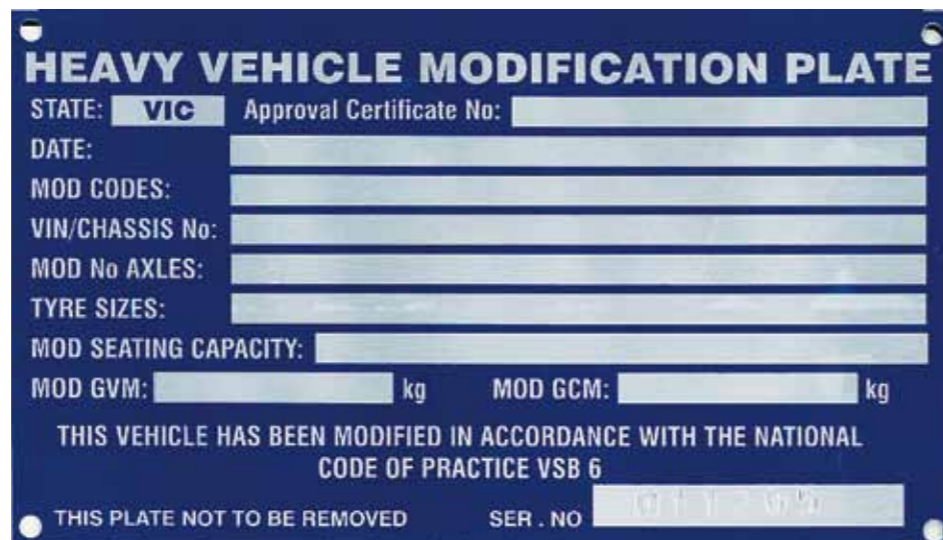 HEAVY VEHICLE MODIFICATION PLATE
STATE: VIC Approval Certificate No:
DATE:
MOD CODES:
VIN/CHASSIS No:
MOD No AXLES:
TYRE SIZES:
MOD SEATING CAPACITY:
MOD GVM: kg MOD GCM: kg
THIS VEHICLE HAS BEEN MODIFIED IN ACCORDANCE WITH THE NATIONAL
CODE OF PRACTICE VSB 6
THIS PLATE NOT TO BE REMOVED SER . NO